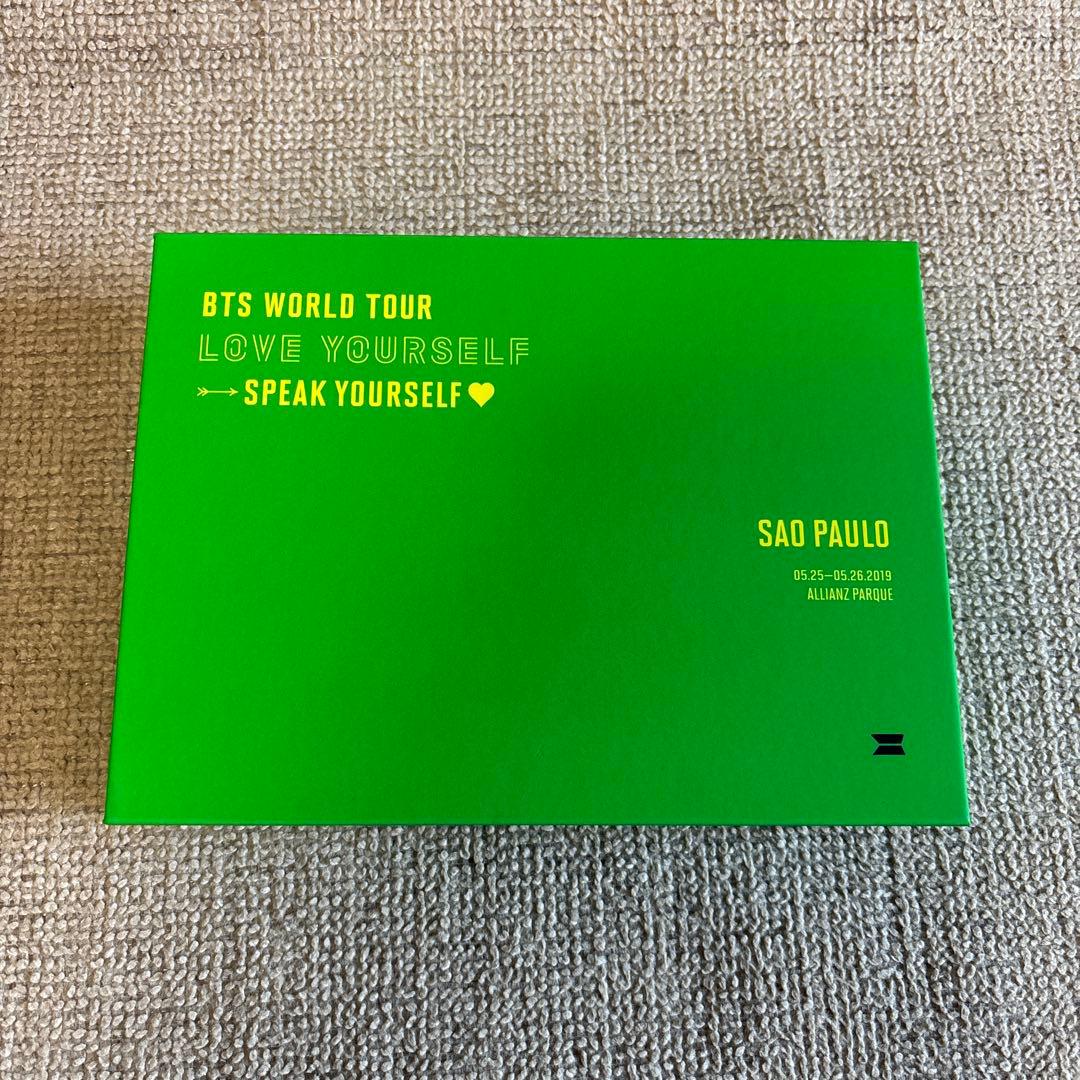 BTS WORLD TOUR
LOVE YOURSELF
SPEAK YOURSELF
SAO PAULO
05.25–05.26.2019
ALLIANZ PARQUE